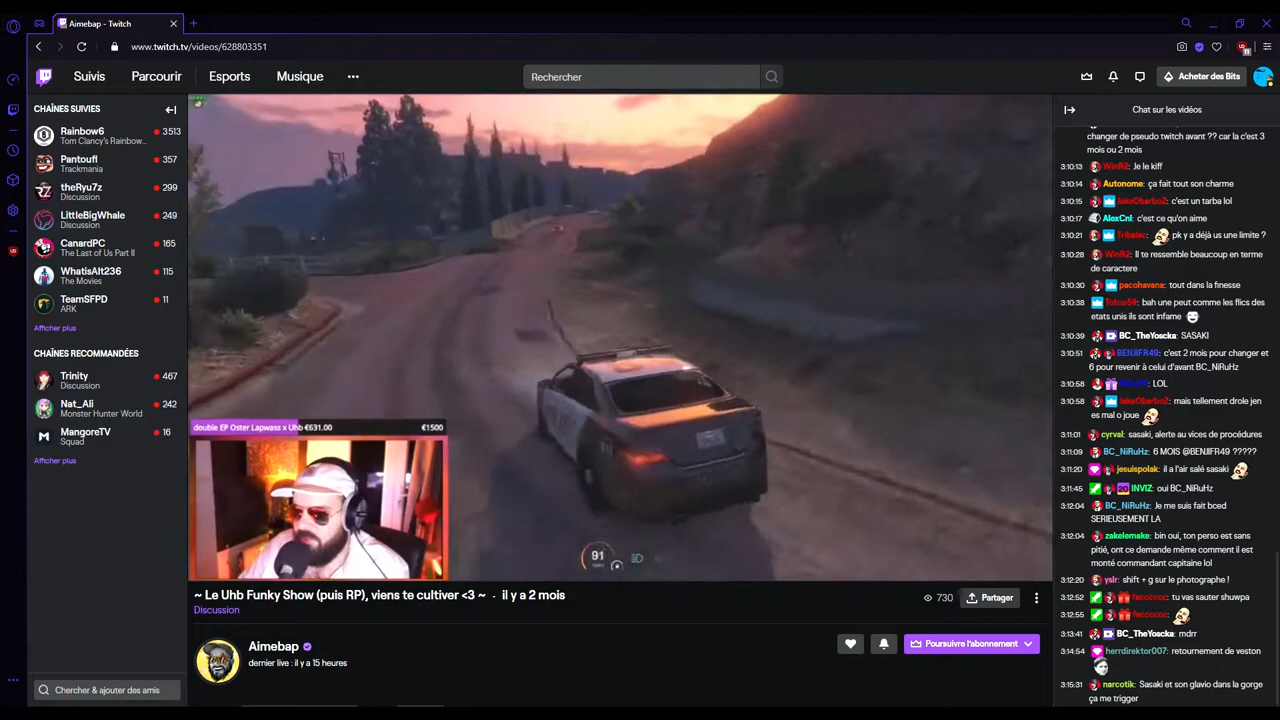 Aimebap - Twitch
www.twitch.tv/videos/628803351
Suivis
Parcourir
Esports
Musique
Rechercher
Acheter des Bits
CHAÎNES SUIVIES
Rainbow6
3513
Tom Clancy's Rainbow...
Pantoufl
357
Trackmania
theRyu7z
299
Discussion
LittleBigWhale
249
Discussion
CanardPC
165
The Last of Us Part II
WhatisAlt236
115
The Movies
TeamSFPD
11
ARK
Afficher plus
CHAÎNES RECOMMANDÉES
Trinity
467
Discussion
Nat_Ali
242
Monster Hunter World
MangoreTV
16
Squad
Afficher plus
Chercher & ajouter des amis
double EP Oster Lapwass x Uhb €631.00
€1500
91
~ Le Uhb Funky Show (puis RP), viens te cultiver <3 ~ - il y a 2 mois
Discussion
730
Partager
Aimebap
dernier live : il y a 15 heures
Poursuivre l'abonnement
Chat sur les vidéos
changer de pseudo twitch avant ?? car la c'est 3
mois ou 2 mois
3:10:13 WinR2: Je le kiff
3:10:14 Autonome: ça fait tout son charme
3:10:15 JakeObarboZ: c'est un tarba lol
3:10:17 AlexCnl: c'est ce qu'on aime
3:10:21 Tribalec: pk y a déjà us une limite ?
3:10:28 WinR2: Il te ressemble beaucoup en terme
de caractere
3:10:30 pacohavana: tout dans la finesse
3:10:38 Totoo59: bah une peut comme les flics des
etats unis ils sont infame
3:10:39 BC_TheYoscka: SASAKI
3:10:51 BENJIFR49: c'est 2 mois pour changer et
6 pour revenir à celui d'avant BC_NiRuHz
3:10:58 LOL
3:10:58 JakeObarboZ: mais tellement drole jen
es mal o joue
3:11:01 cyrval: sasaki, alerte au vices de procédures
3:11:09 BC_NiRuHz: 6 MOIS @BENJIFR49 ?????
3:11:20 jesuispolak: il a l'air salé sasaki
3:11:45 20 INVIZ: oui BC_NiRuHz
3:12:04 BC_NiRuHz: Je me suis fait bced
SERIEUSEMENT LA
3:12:04 zakelemake: bin oui, ton perso est sans
pitié, ont ce demande même comment il est
monté commandant capitaine lol
3:12:20 yslr: shift + g sur le photographe !
3:12:52 facccccc: tu vas sauter shuwpa
3:12:55 facccccc:
3:13:41 BC_TheYoscka: mdrr
3:14:54 herrdirektor007: retournement de veston
3:15:31 narcotik: Sasaki et son glavio dans la gorge
ça me trigger